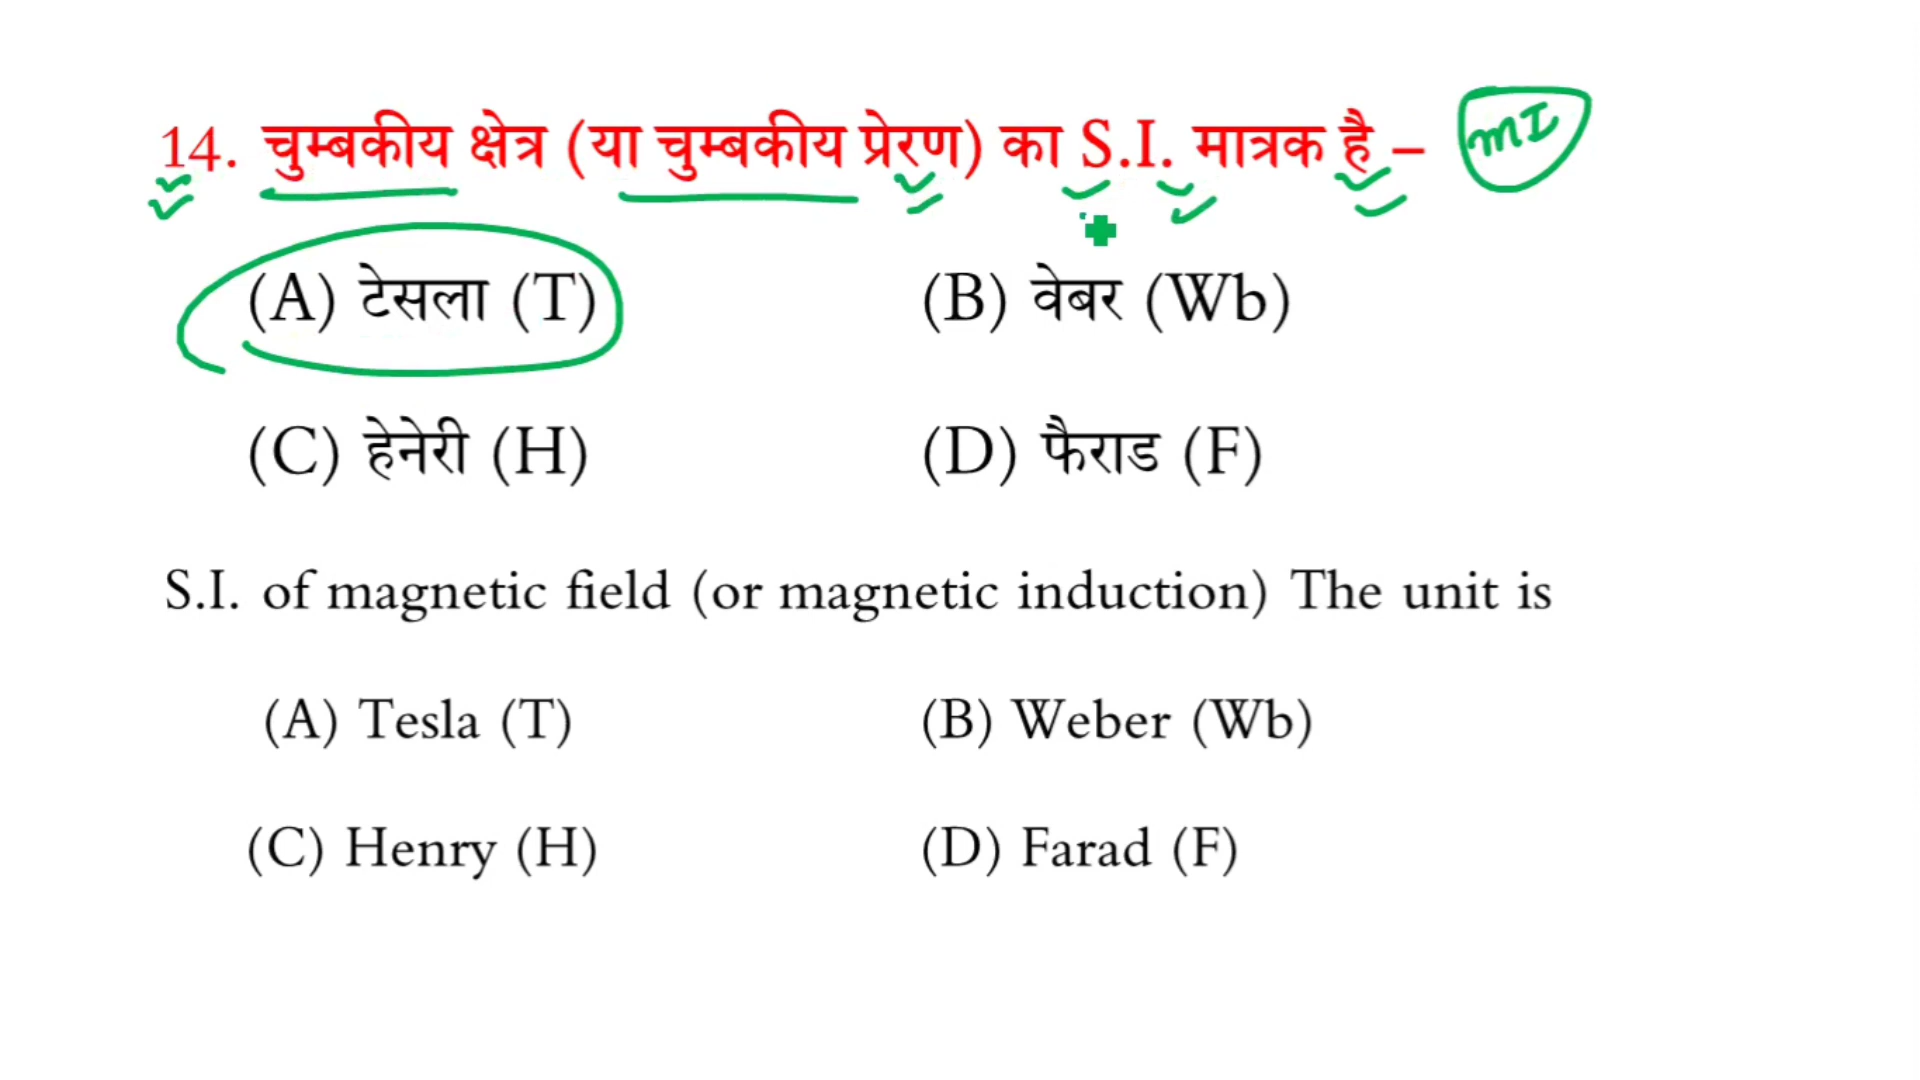 14. चुम्बकीय क्षेत्र (या चुम्बकीय प्रेरण) का S.I. मात्रक है – mI
(A) टेसला (T) (B) वेबर (Wb)
(C) हेनेरी (H) (D) फैराड (F)
S.I. of magnetic field (or magnetic induction) The unit is
(A) Tesla (T) (B) Weber (Wb)
(C) Henry (H) (D) Farad (F)